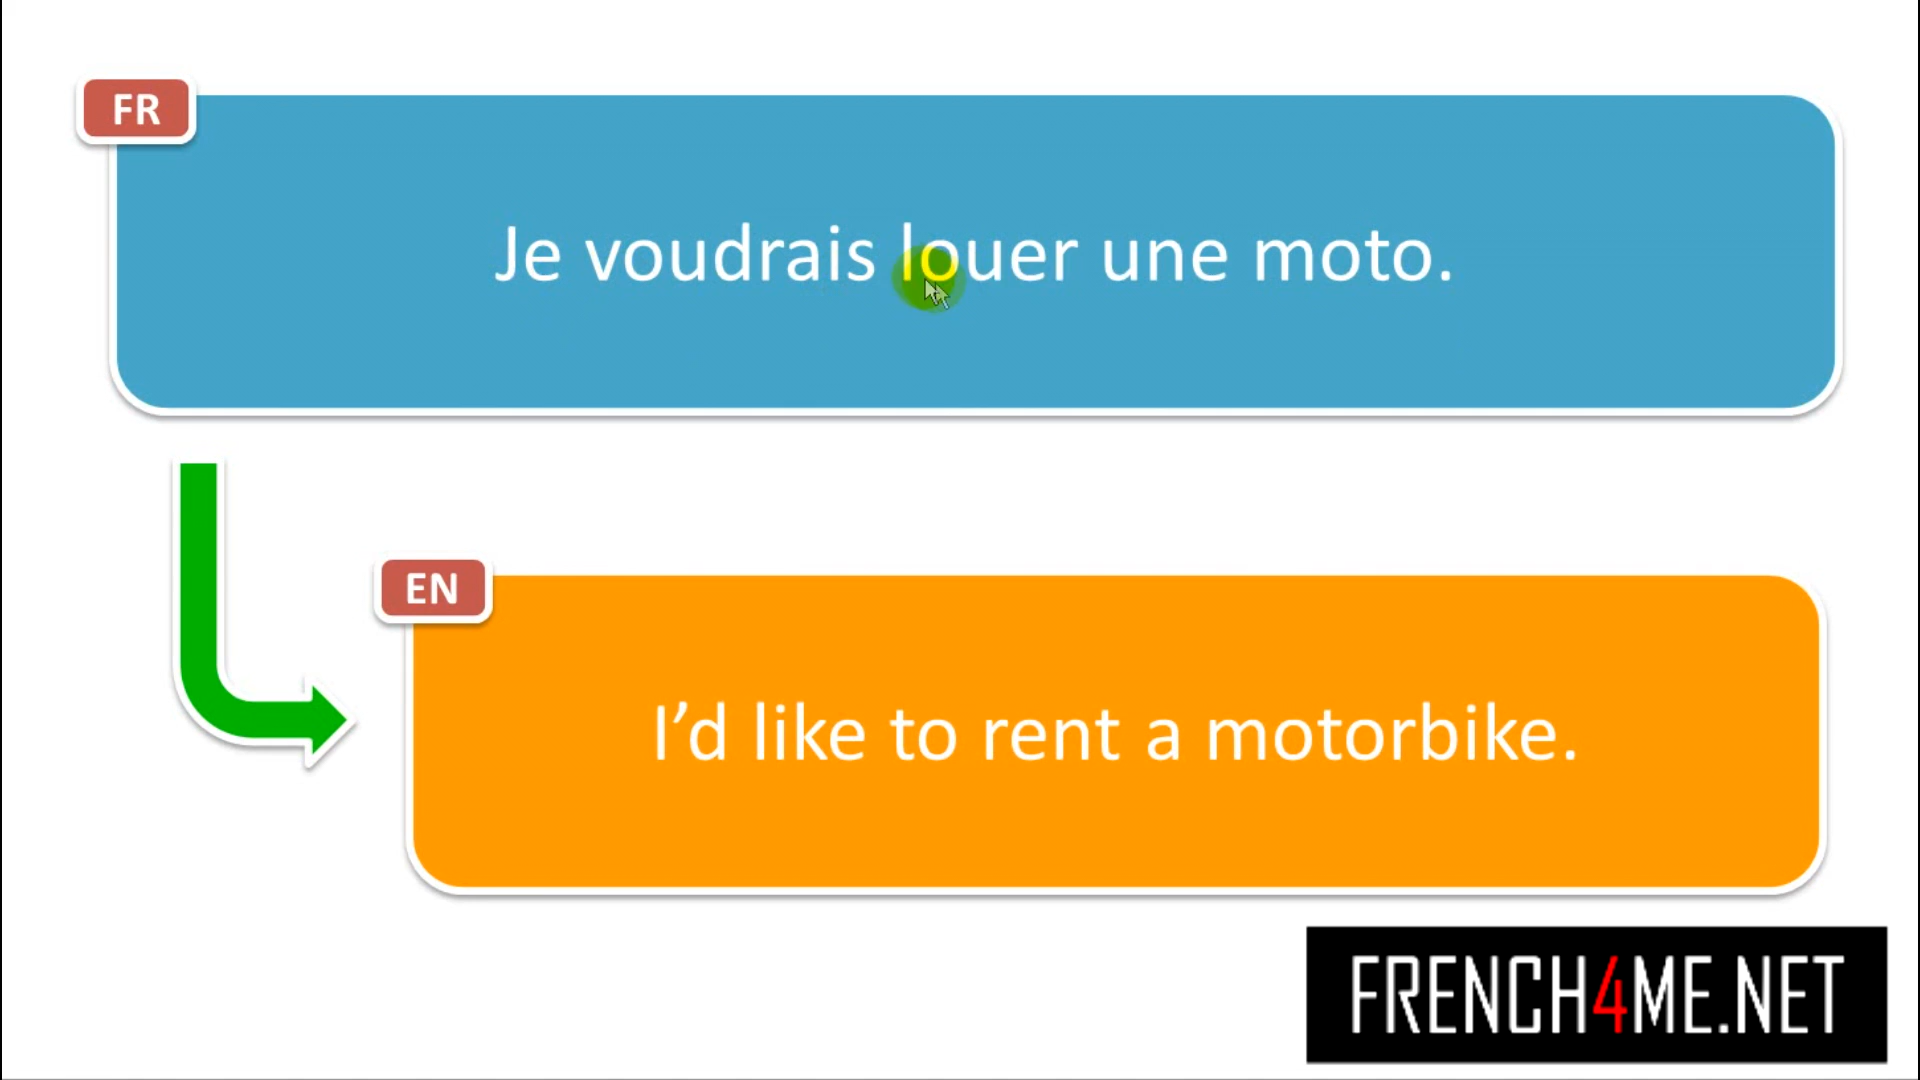 FR
Je voudrais louer une moto.
EN
I’d like to rent a motorbike.
FRENCH4ME.NET